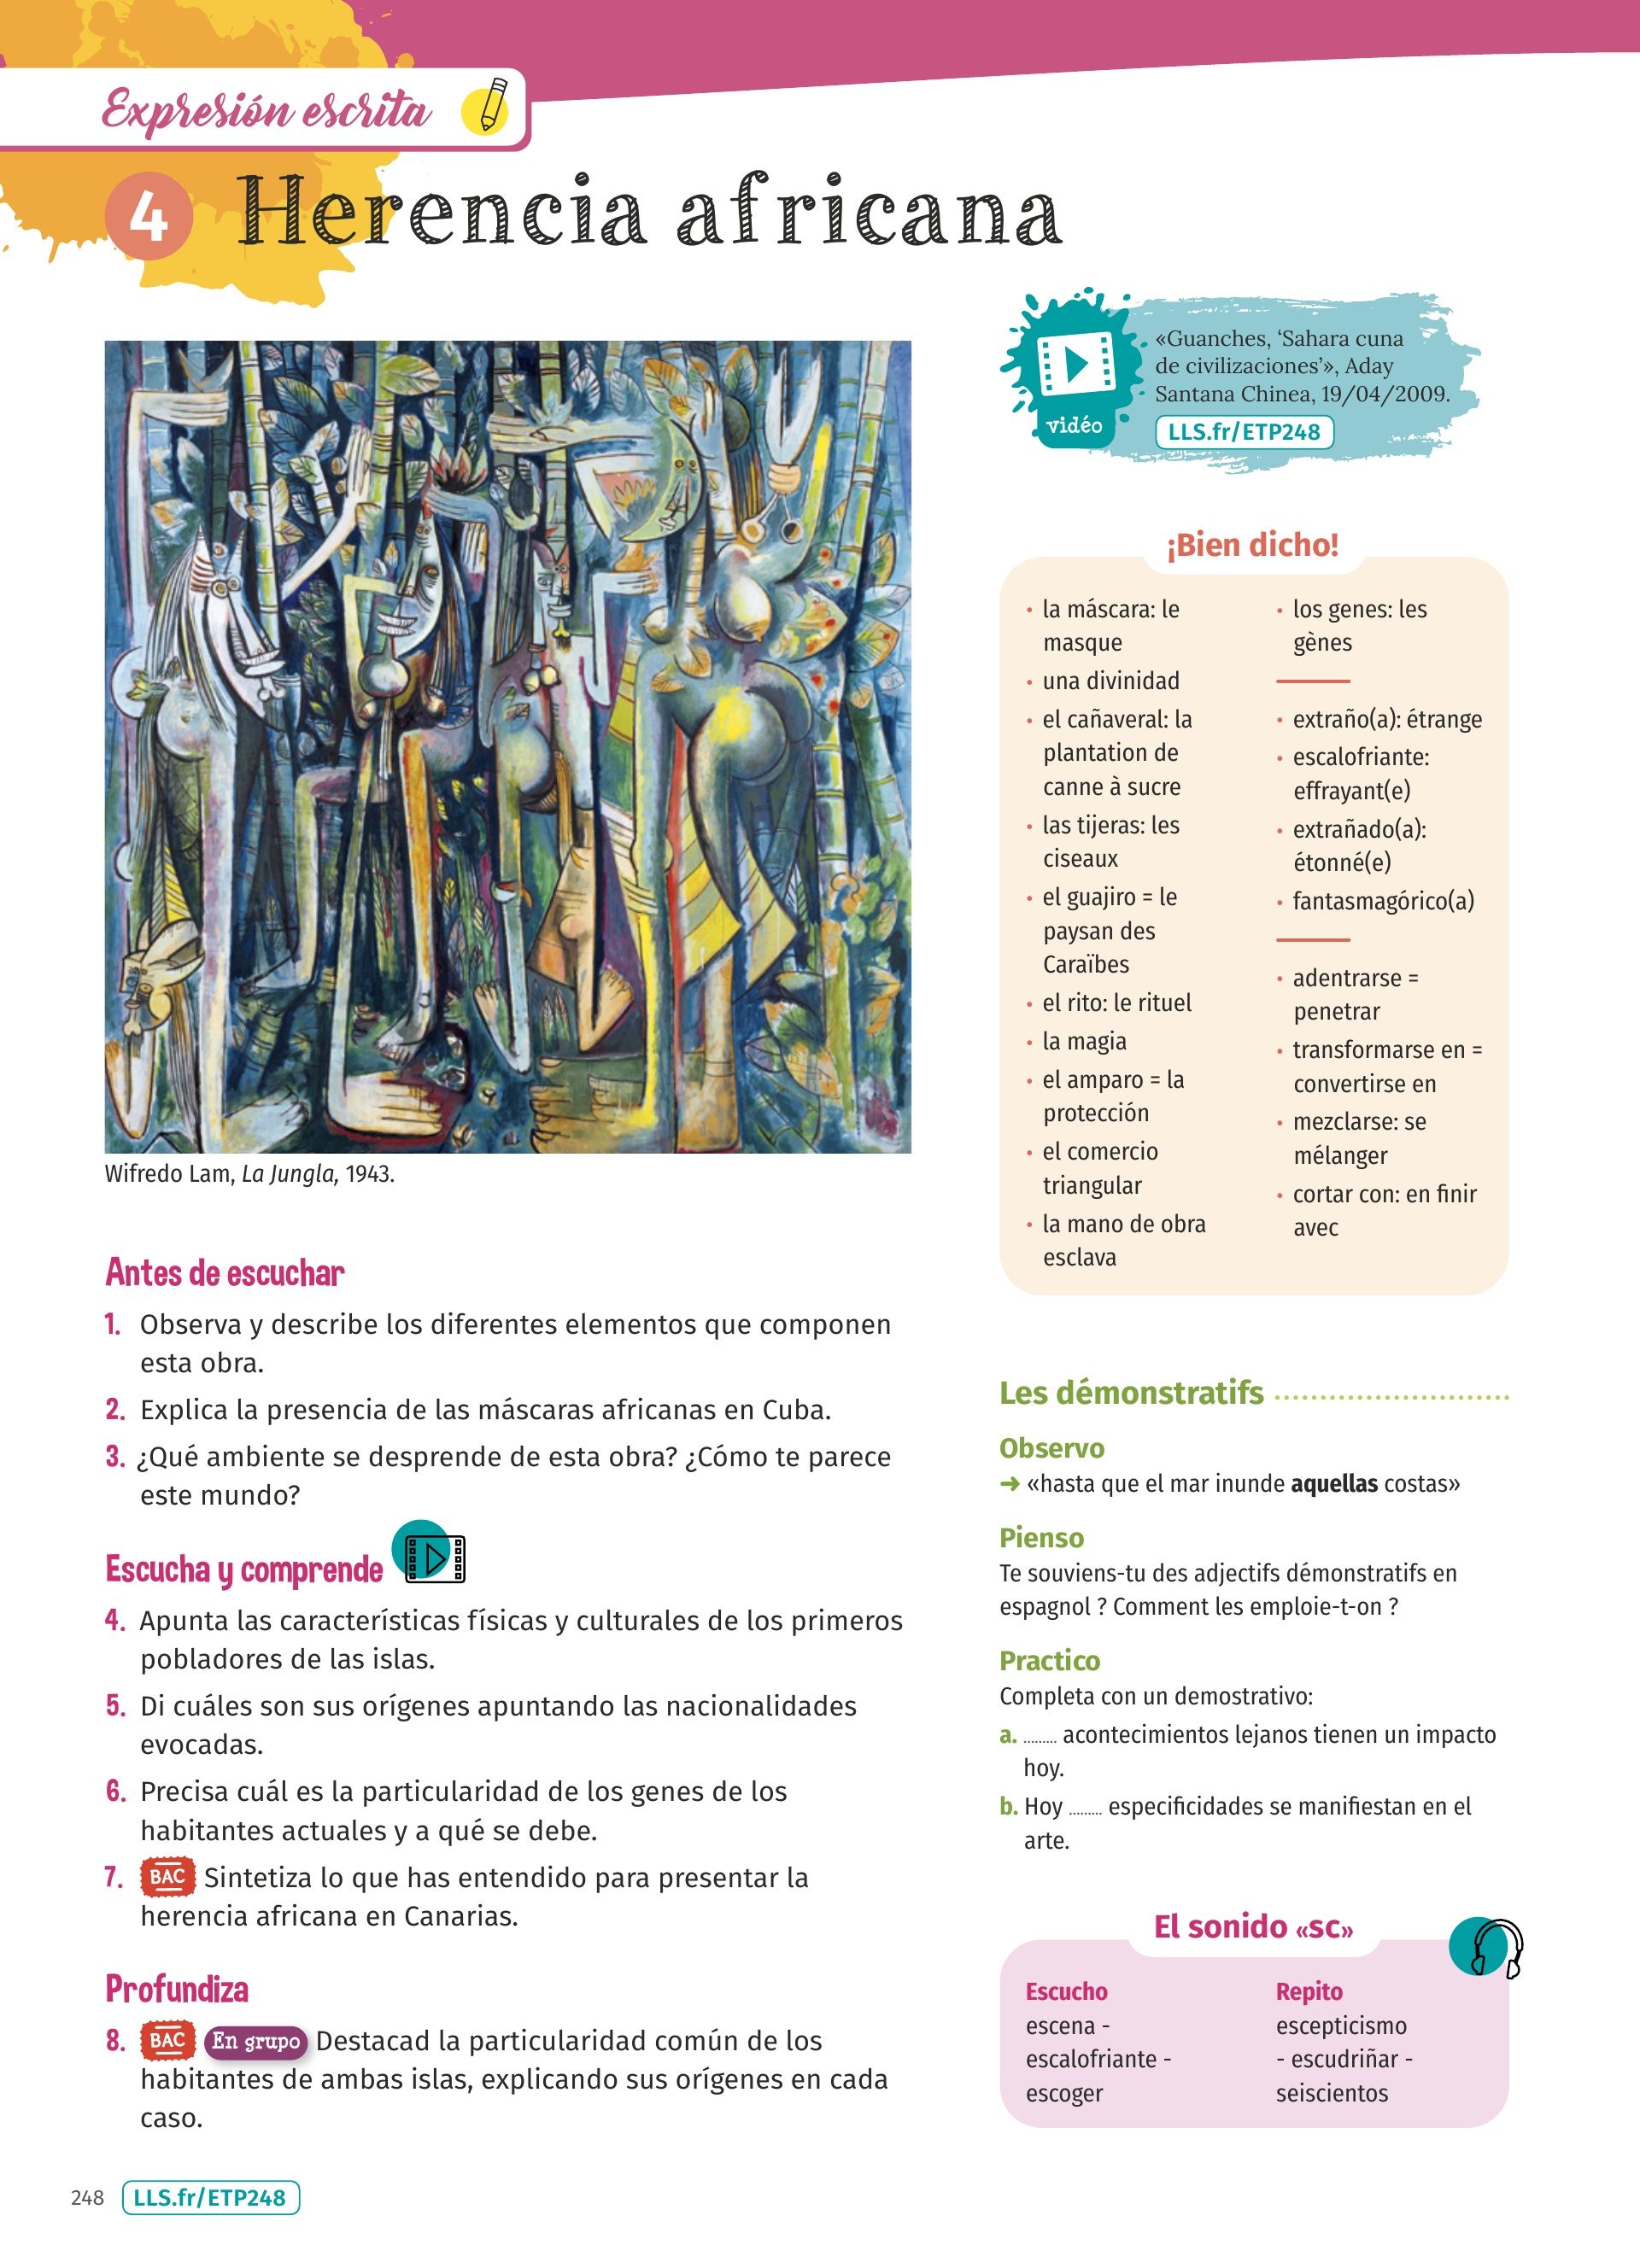 Expresión escrita
4 Herencia africana
Wifredo Lam, La Jungla, 1943.
Antes de escuchar
1. Observa y describe los diferentes elementos que componen
esta obra.
2. Explica la presencia de las máscaras africanas en Cuba.
3. ¿Qué ambiente se desprende de esta obra? ¿Cómo te parece
este mundo?
Escucha y comprende
4. Apunta las características físicas y culturales de los primeros
pobladores de las islas.
5. Di cuáles son sus orígenes apuntando las nacionalidades
evocadas.
6. Precisa cuál es la particularidad de los genes de los
habitantes actuales y a qué se debe.
7. BAC Sintetiza lo que has entendido para presentar la
herencia africana en Canarias.
Profundiza
8. BAC En grupo Destacad la particularidad común de los
habitantes de ambas islas, explicando sus orígenes en cada
caso.
vidéo
«Guanches, ‘Sahara cuna
de civilizaciones’», Aday
Santana Chinea, 19/04/2009.
LLS.fr/ETP248
¡Bien dicho!
• la máscara: le
masque
• una divinidad
• el cañaveral: la
plantation de
canne à sucre
• las tijeras: les
ciseaux
• el guajiro = le
paysan des
Caraïbes
• el rito: le rituel
• la magia
• el amparo = la
protección
• el comercio
triangular
• la mano de obra
esclava
• los genes: les
gènes
• extraño(a): étrange
• escalofriante:
effrayant(e)
• extrañado(a):
étonné(e)
• fantasmagórico(a)
• adentrarse =
penetrar
• transformarse en =
convertirse en
• mezclarse: se
mélanger
• cortar con: en finir
avec
Les démonstratifs
Observo
➜ «hasta que el mar inunde aquellas costas»
Pienso
Te souviens-tu des adjectifs démonstratifs en
espagnol ? Comment les emploie-t-on ?
Practico
Completa con un demostrativo:
a. ......... acontecimientos lejanos tienen un impacto
hoy.
b. Hoy ......... especificidades se manifiestan en el
arte.
El sonido «sc»
Escucho
escena -
escalofriante -
escoger
Repito
escepticismo
- escudriñar -
seiscientos
248 LLS.fr/ETP248